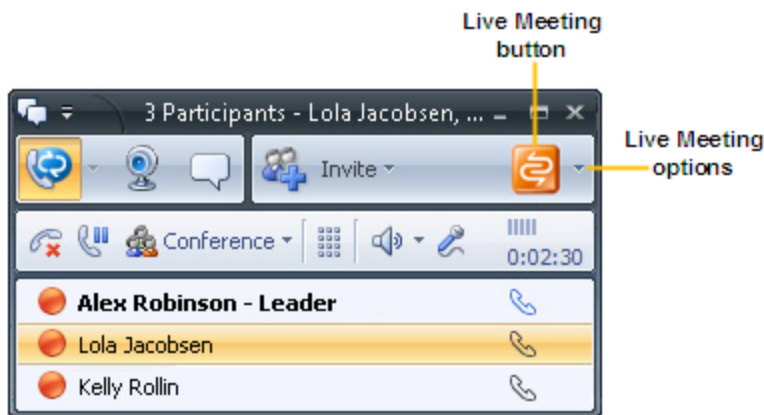 Live Meeting
button
3 Participants - Lola Jacobsen, ...
Live Meeting
options
Invite
Conference
0:02:30
Alex Robinson - Leader
Lola Jacobsen
Kelly Rollin